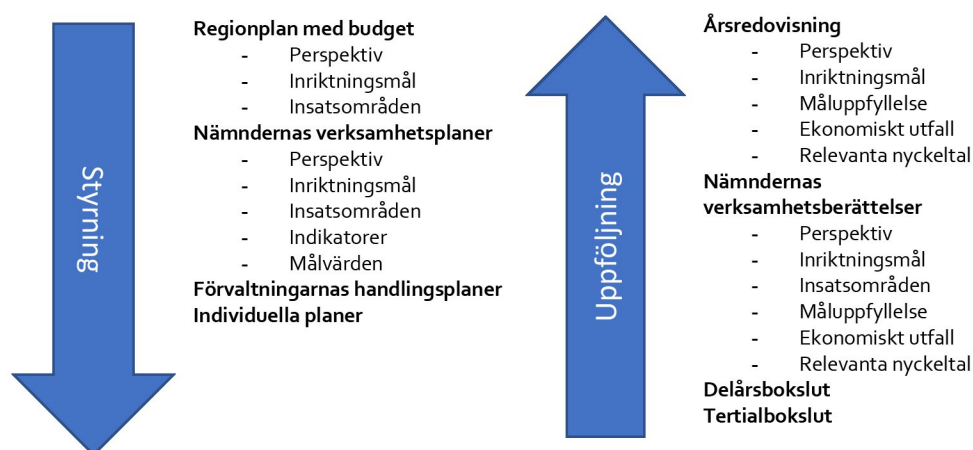 Styrning
Regionplan med budget
- Perspektiv
- Inriktningsmål
- Insatsområden
Nämndernas verksamhetsplaner
- Perspektiv
- Inriktningsmål
- Insatsområden
- Indikatorer
- Målvärden
Förvaltningarnas handlingsplaner
Individuella planer
Uppföljning
Årsredovisning
- Perspektiv
- Inriktningsmål
- Måluppfyllelse
- Ekonomiskt utfall
- Relevanta nyckeltal
Nämndernas
verksamhetsberättelser
- Perspektiv
- Inriktningsmål
- Insatsområden
- Måluppfyllelse
- Ekonomiskt utfall
- Relevanta nyckeltal
Delårsbokslut
Tertialbokslut